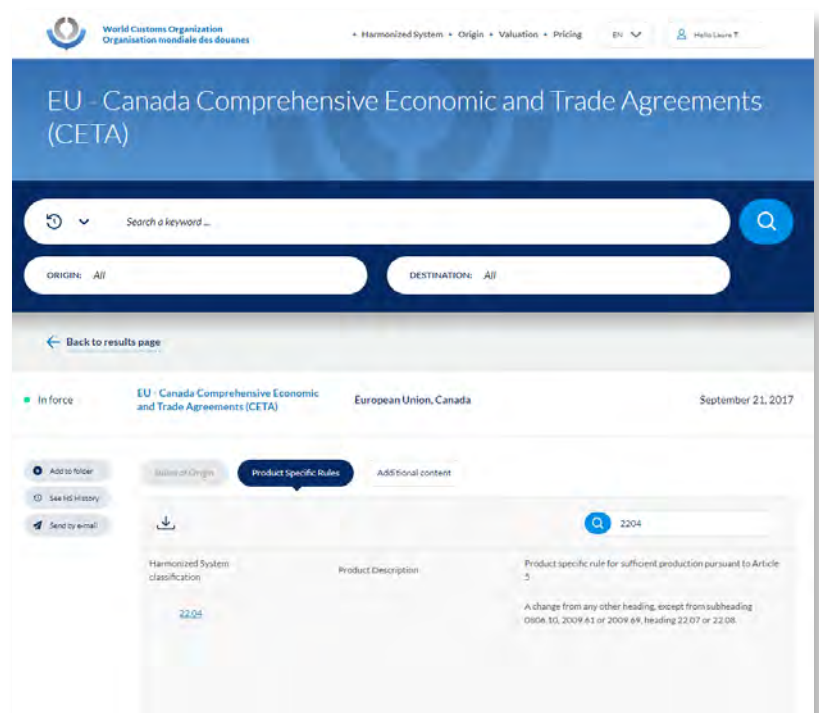 World Customs Organization
Organisation mondiale des douanes
• Harmonized System • Origin • Valuation • Pricing
EN
Hello Laure T.
EU - Canada Comprehensive Economic and Trade Agreements
(CETA)
Search a keyword ...
ORIGIN: All
DESTINATION: All
Back to results page
In force
EU - Canada Comprehensive Economic
and Trade Agreements (CETA)
European Union, Canada
September 21, 2017
Add to folder
See HS History
Send by e-mail
Rules of Origin
Product Specific Rules
Additional content
2204
Harmonized System
classification
Product Description
Product specific rule for sufficient production pursuant to Article
5
22.04
A change from any other heading, except from subheading
0806.10, 2009.61 or 2009.69, heading 22.07 or 22.08.